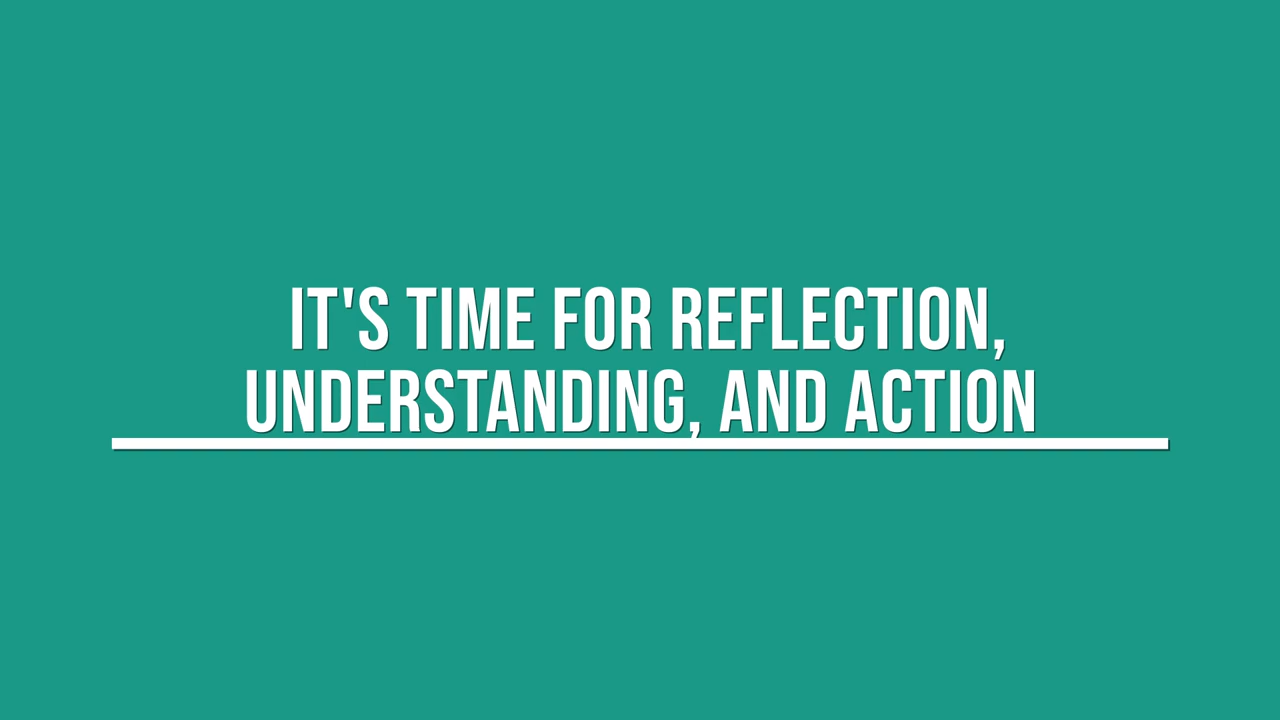 IT'S TIME FOR REFLECTION,
UNDERSTANDING, AND ACTION